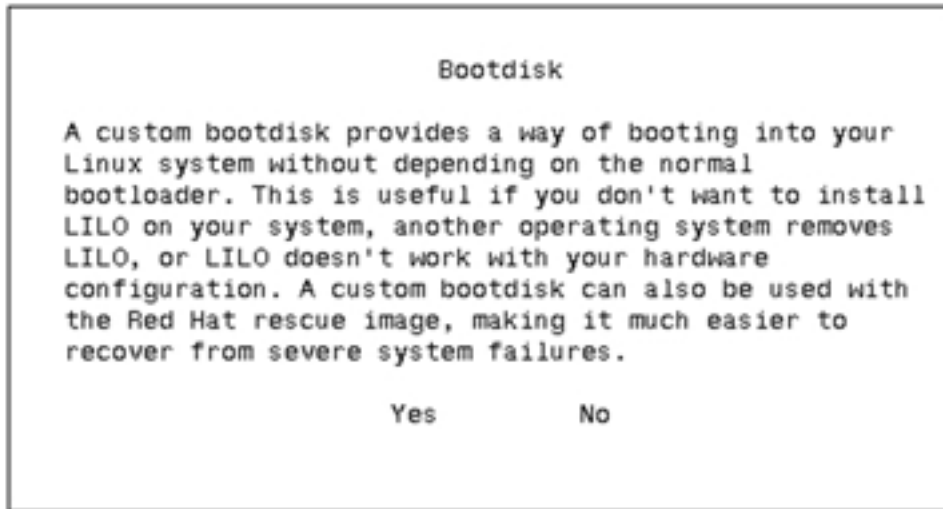 Bootdisk
A custom bootdisk provides a way of booting into your
Linux system without depending on the normal
bootloader. This is useful if you don't want to install
LILO on your system, another operating system removes
LILO, or LILO doesn't work with your hardware
configuration. A custom bootdisk can also be used with
the Red Hat rescue image, making it much easier to
recover from severe system failures.
Yes No